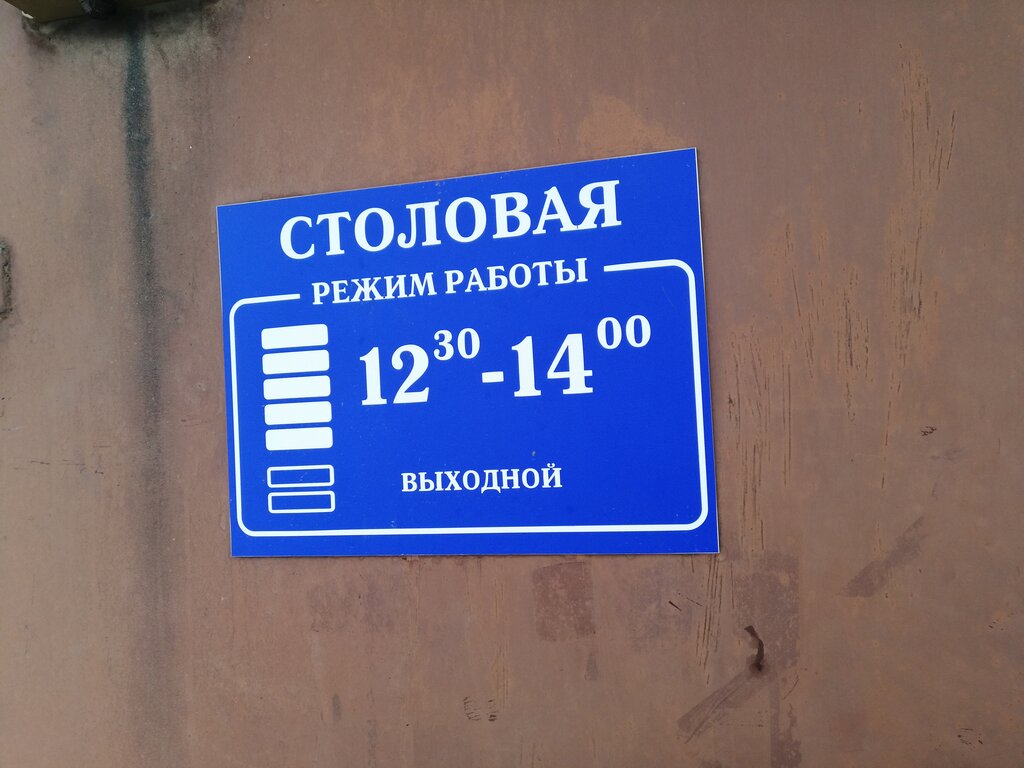 СТОЛОВАЯ
РЕЖИМ РАБОТЫ
12³⁰-14⁰⁰
ВЫХОДНОЙ